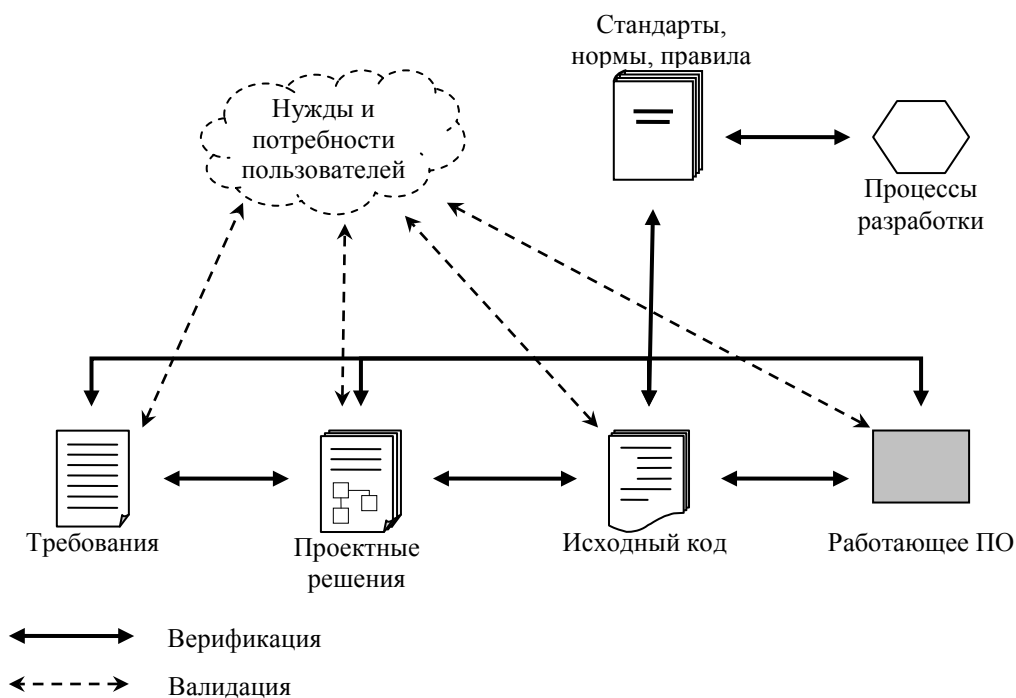 Стандарты,
нормы, правила
Нужды и
потребности
пользователей
Процессы
разработки
Требования
Проектные
решения
Исходный код
Работающее ПО
Верификация
Валидация